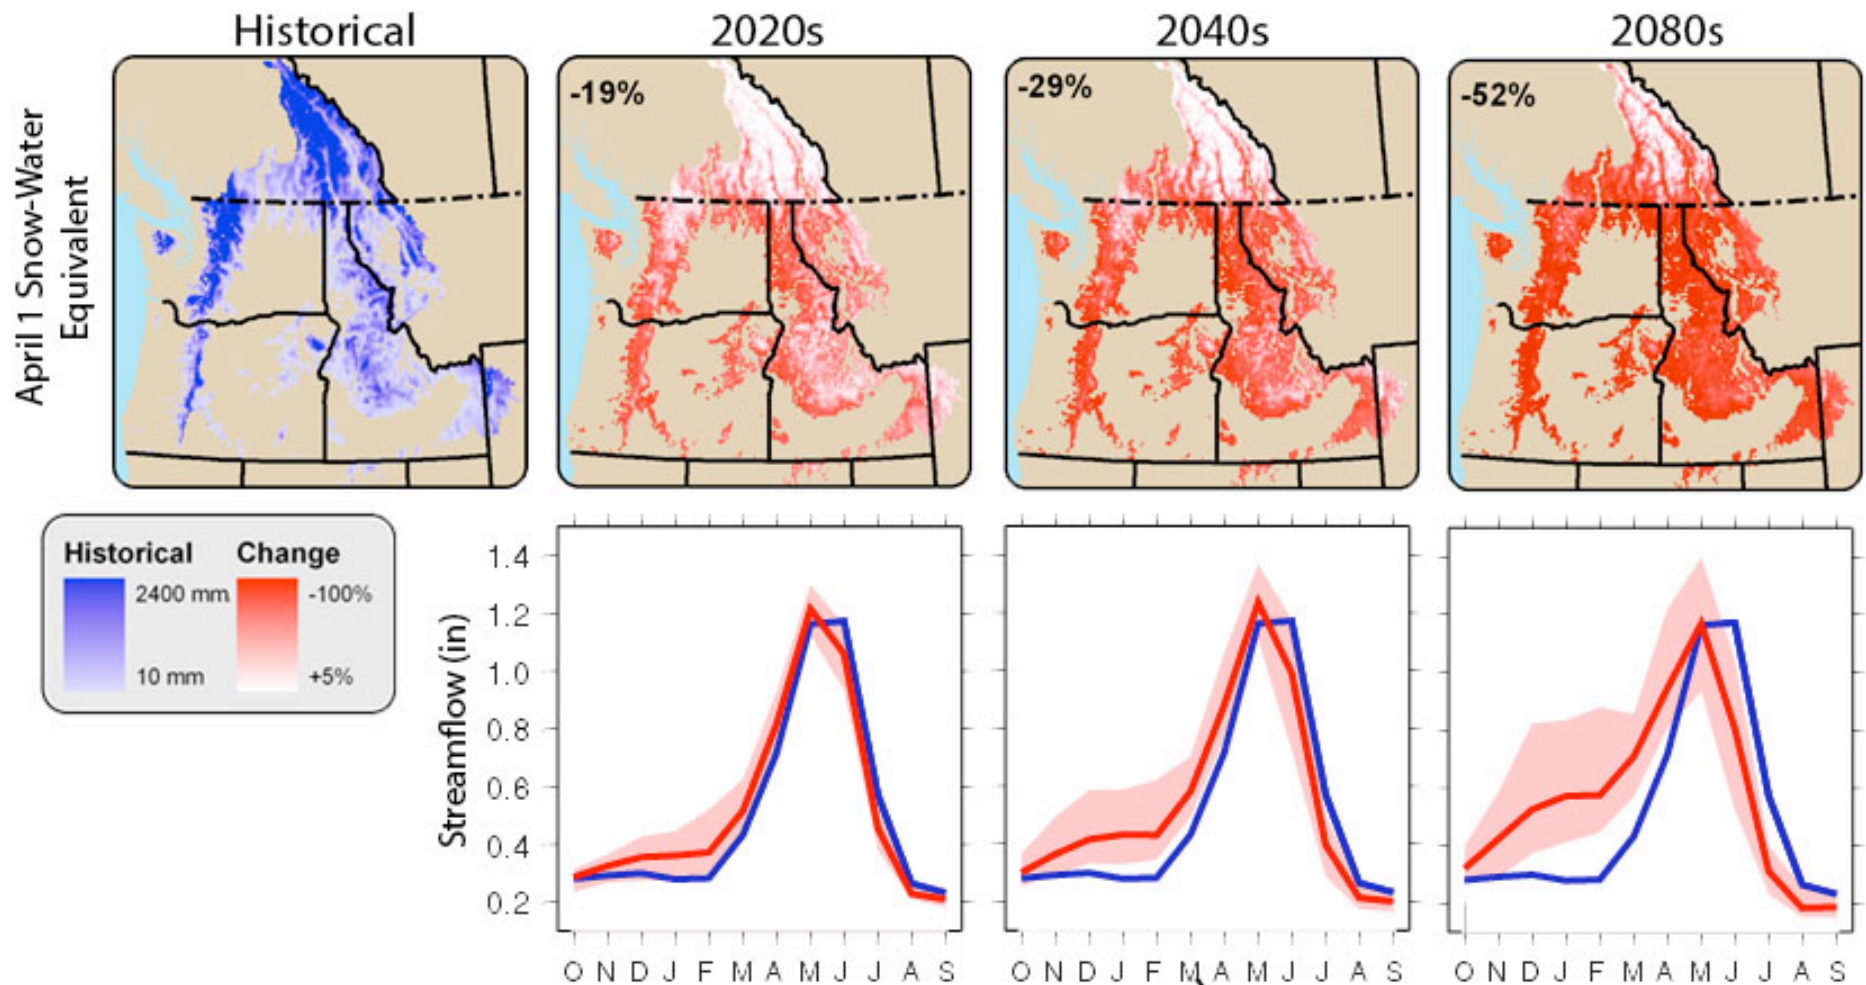 Historical
2020s
2040s
2080s
April 1 Snow-Water
Equivalent
-19%
-29%
-52%
Historical
Change
2400 mm
-100%
10 mm
+5%
Streamflow (in)
1.4
1.2
1.0
0.8
0.6
0.4
0.2
O N D J F M A M J J A S
O N D J F M A M J J A S
O N D J F M A M J J A S